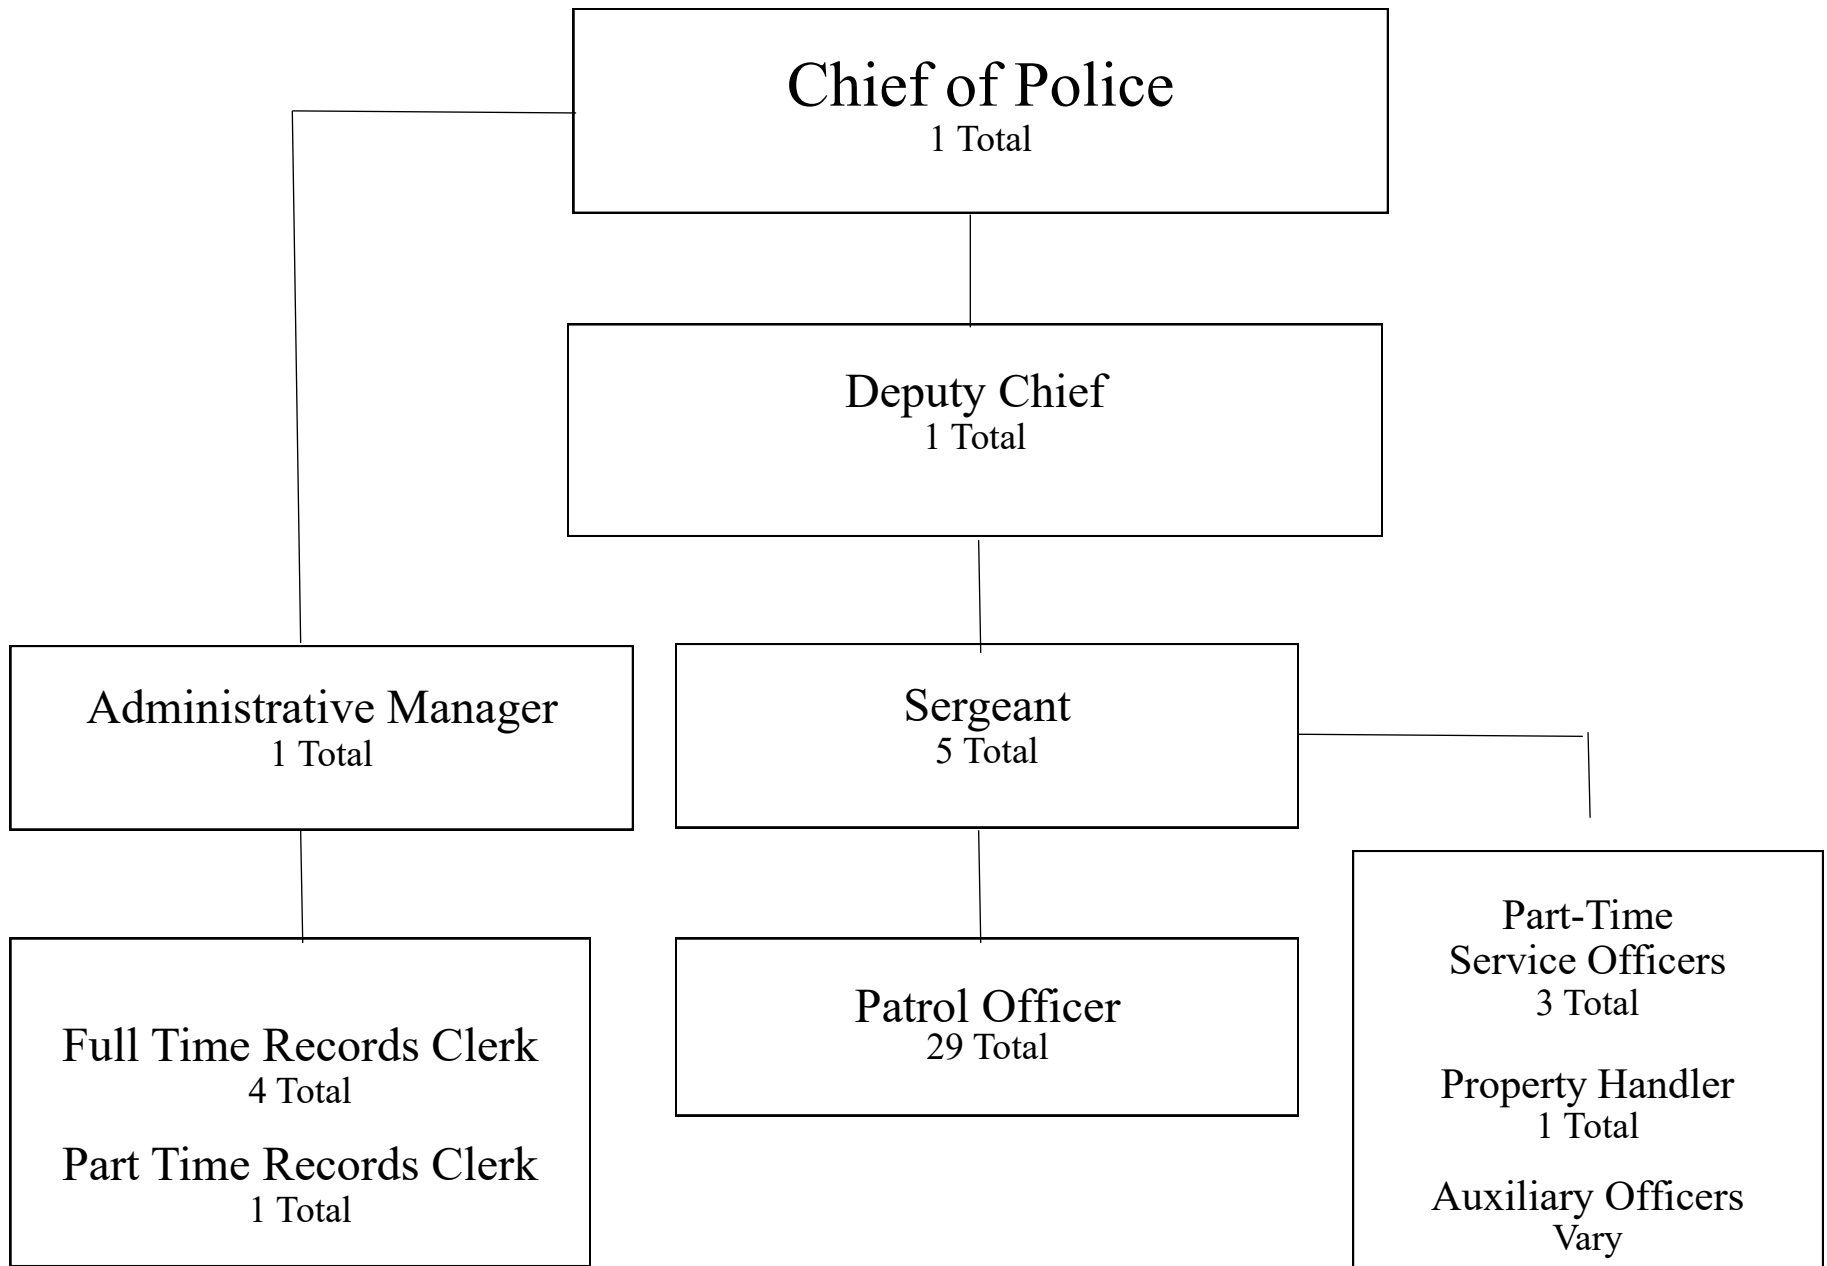 Chief of Police
1 Total
Deputy Chief
1 Total
Administrative Manager
1 Total
Sergeant
5 Total
Full Time Records Clerk
4 Total
Part Time Records Clerk
1 Total
Patrol Officer
29 Total
Part-Time
Service Officers
3 Total
Property Handler
1 Total
Auxiliary Officers
Vary